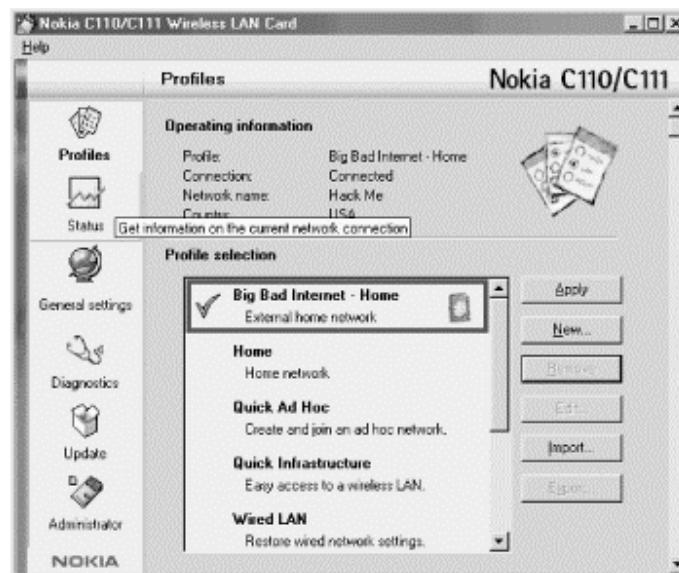 Nokia C110/C111 Wireless LAN Card
Help
Profiles
Nokia C110/C111
Profiles
Status
General settings
Diagnostics
Update
Administrator
NOKIA
Operating information
Profile: Big Bad Internet - Home
Connection: Connected
Network name: Hack Me
Country: USA
Get information on the current network connection
Profile selection
Big Bad Internet - Home
External home network
Home
Home network.
Quick Ad Hoc
Create and join an ad hoc network.
Quick Infrastructure
Easy access to a wireless LAN.
Wired LAN
Restore wired network settings.
Apply
New...
Remove
Edit...
Import...
Export...